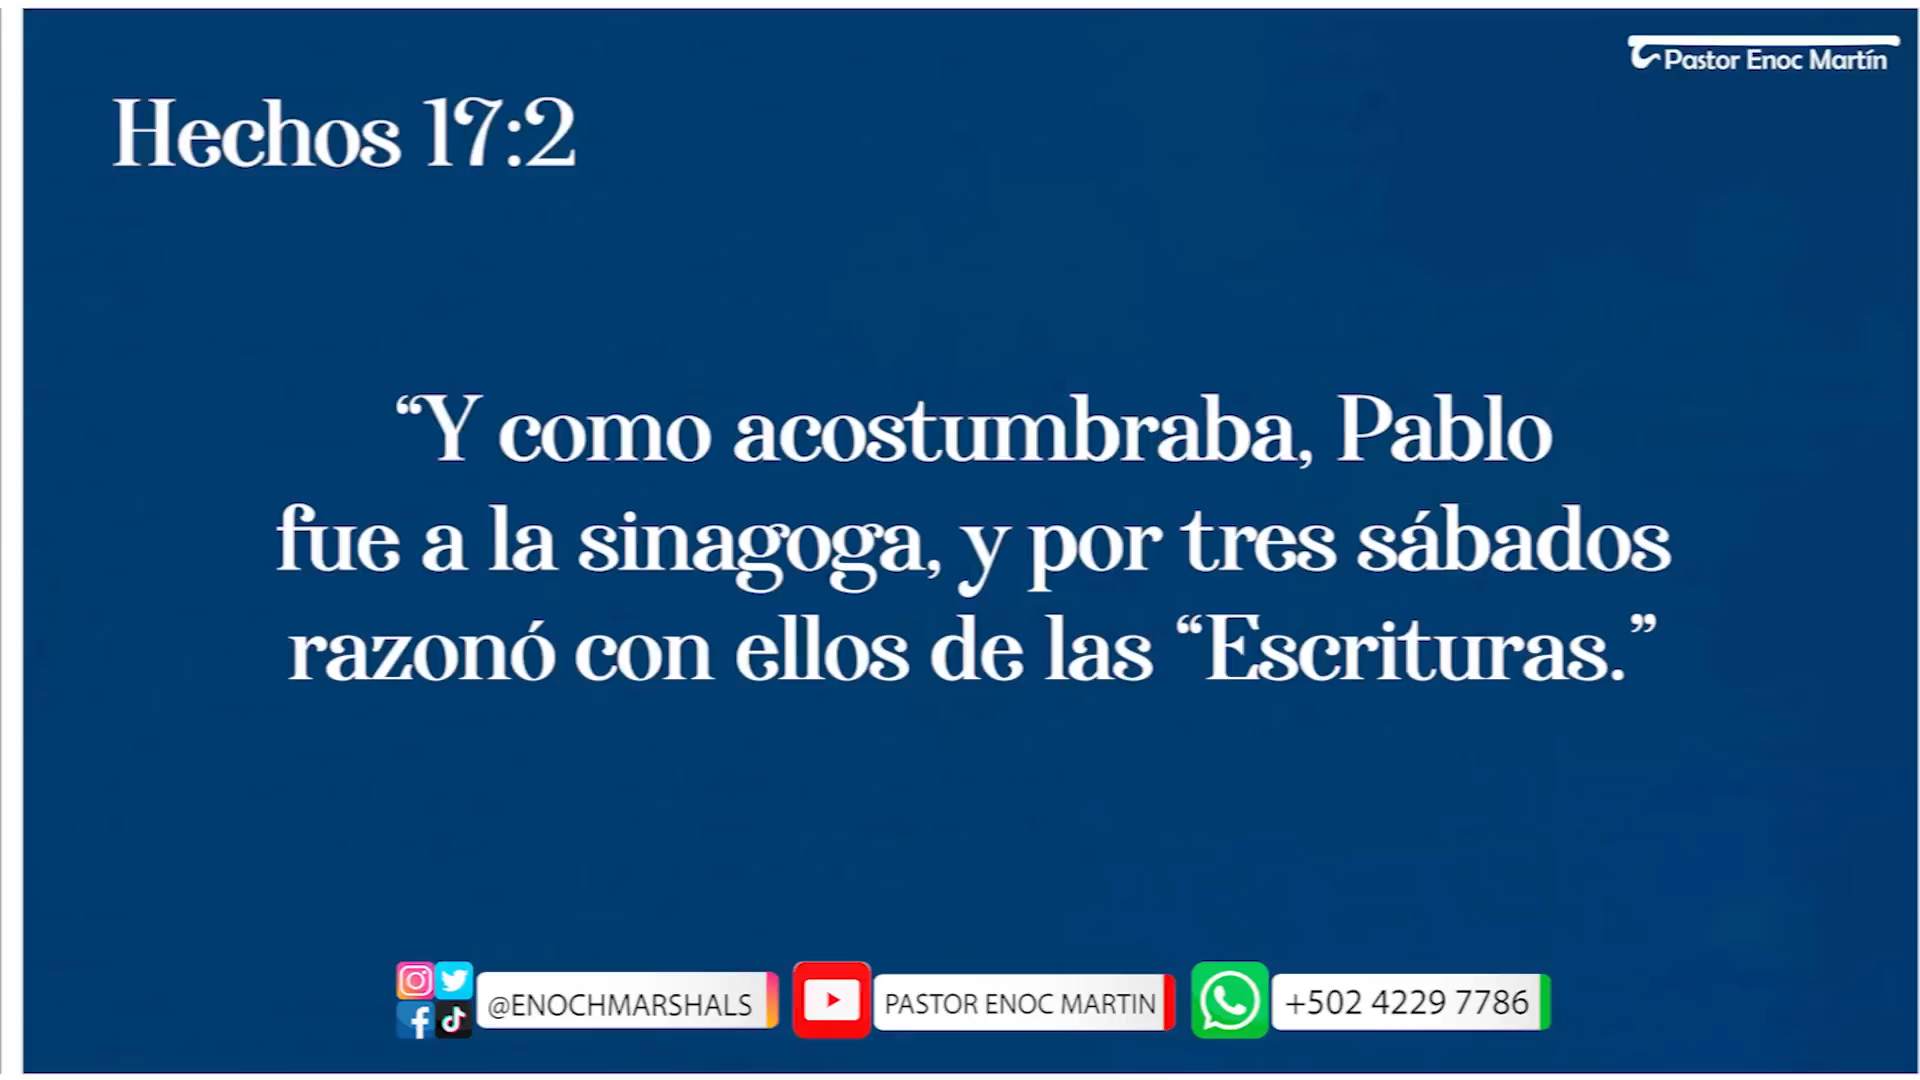 Pastor Enoc Martín
Hechos 17:2
“Y como acostumbraba, Pablo
fue a la sinagoga, y por tres sábados
razonó con ellos de las “Escrituras.”
@ENOCHMARSHALS
PASTOR ENOC MARTIN
+502 4229 7786